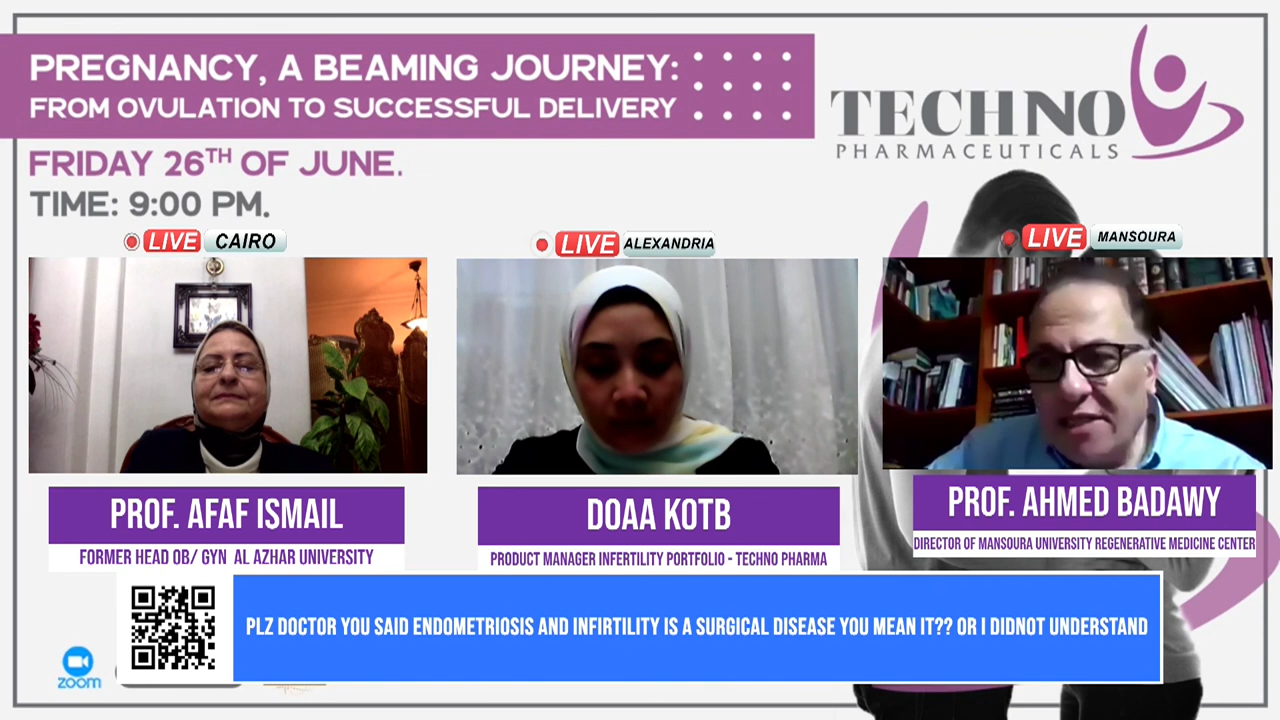 PREGNANCY, A BEAMING JOURNEY:
FROM OVULATION TO SUCCESSFUL DELIVERY
TECHNO
PHARMACEUTICALS
FRIDAY 26TH OF JUNE.
TIME: 9:00 PM.
LIVE CAIRO
LIVE ALEXANDRIA
LIVE MANSOURA
PROF. AFAF ISMAIL
FORMER HEAD OB/ GYN AL AZHAR UNIVERSITY
DOAA KOTB
PRODUCT MANAGER INFERTILITY PORTFOLIO - TECHNO PHARMA
PROF. AHMED BADAWY
DIRECTOR OF MANSOURA UNIVERSITY REGENERATIVE MEDICINE CENTER
PLZ DOCTOR YOU SAID ENDOMETRIOSIS AND INFIRTILITY IS A SURGICAL DISEASE YOU MEAN IT?? OR I DIDNOT UNDERSTAND
zoom